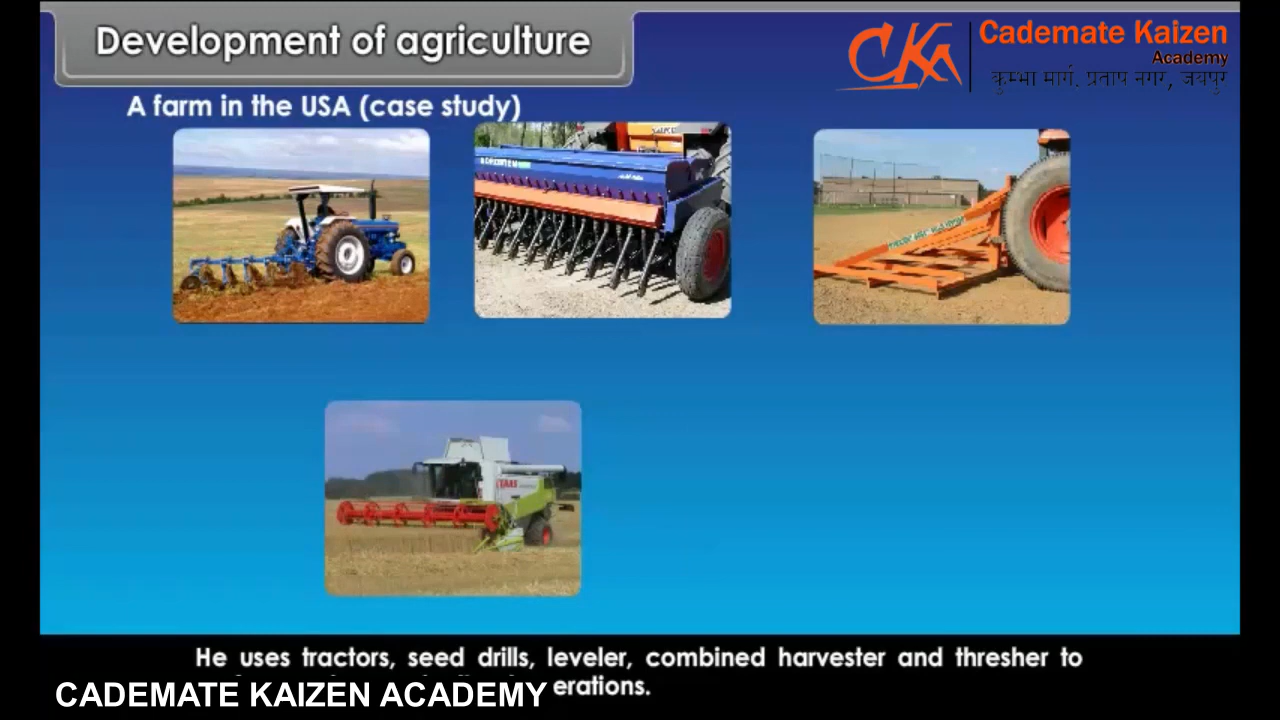 Development of agriculture
Cademate Kaizen
Academy
CKA
कुम्भा मार्ग, प्रताप नगर, जयपुर
A farm in the USA (case study)
He uses tractors, seed drills, leveler, combined harvester and thresher to
erations.
CADEMATE KAIZEN ACADEMY